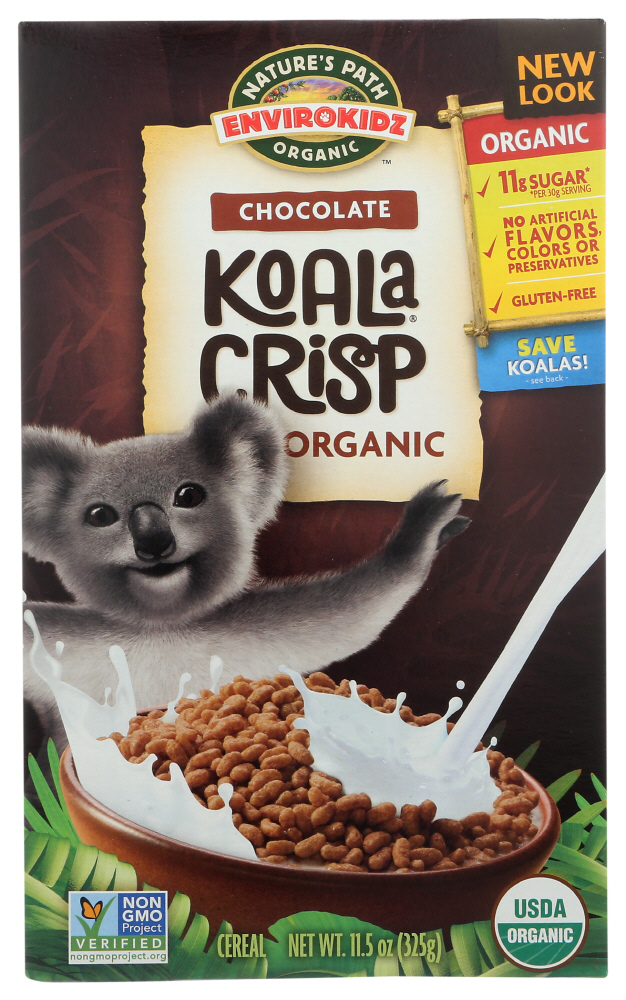 NEW
LOOK
NATURE'S PATH
ENVIROKIDZ
ORGANIC
™
ORGANIC
✓ 11g SUGAR*
*PER 30g SERVING
✓ NO ARTIFICIAL
FLAVORS,
COLORS OR
PRESERVATIVES
✓ GLUTEN-FREE
SAVE
KOALAS!
- see back -
CHOCOLATE
KOALA
CRISP®
ORGANIC
NON
GMO
Project
VERIFIED
nongmoproject.org
CEREAL NET WT. 11.5 oz (325g)
USDA
ORGANIC